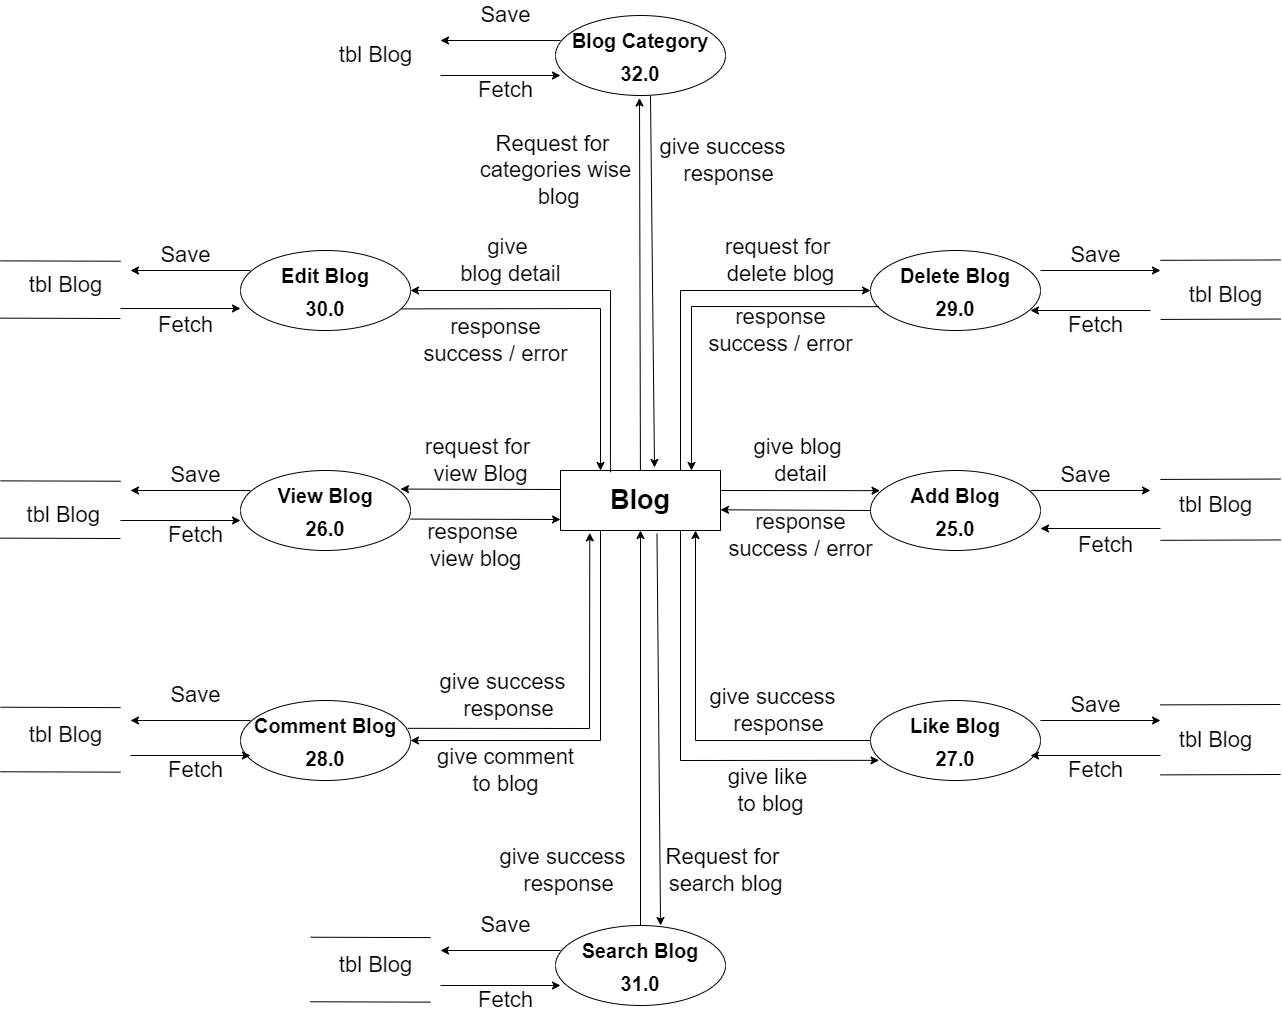 Save
Blog Category
32.0
tbl Blog
Fetch
Request for
categories wise
blog
give success
response
Save
Edit Blog
30.0
tbl Blog
Fetch
give
blog detail
response
success / error
request for
delete blog
response
success / error
Delete Blog
29.0
Save
tbl Blog
Fetch
Save
View Blog
26.0
tbl Blog
Fetch
request for
view Blog
response
view blog
Blog
give blog
detail
response
success / error
Add Blog
25.0
Save
tbl Blog
Fetch
Save
Comment Blog
28.0
tbl Blog
Fetch
give success
response
give comment
to blog
give success
response
give like
to blog
Like Blog
27.0
Save
tbl Blog
Fetch
give success
response
Request for
search blog
Save
Search Blog
31.0
tbl Blog
Fetch